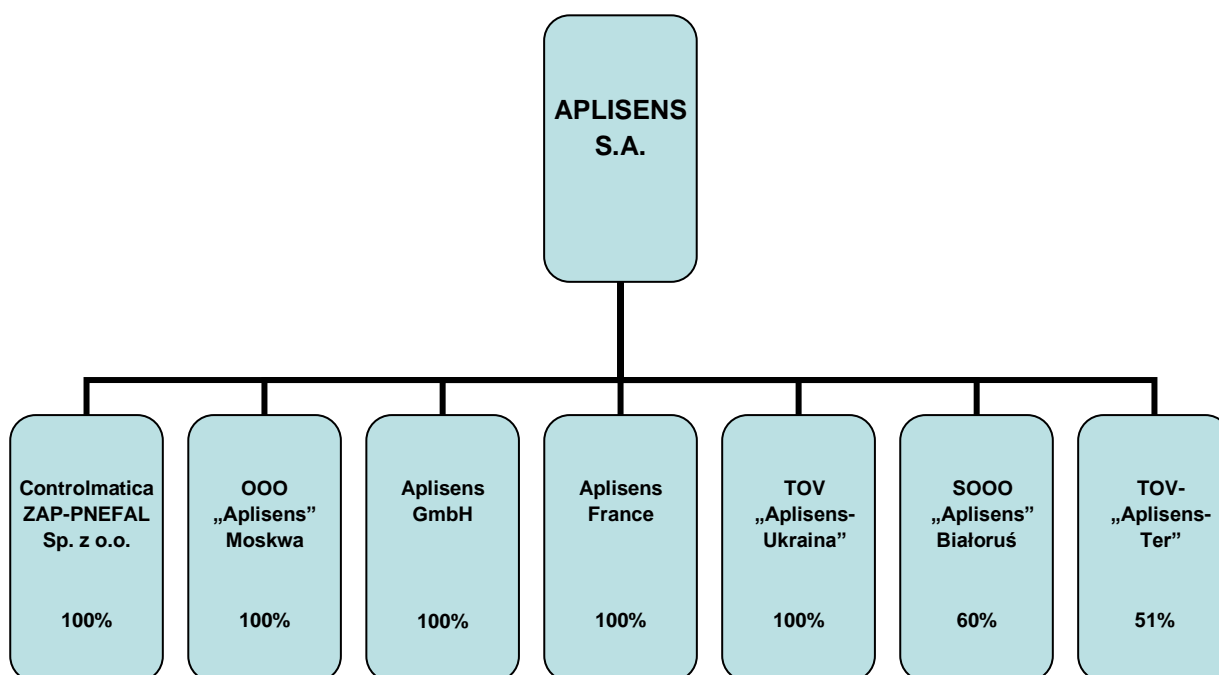 APLISENS
S.A.
Controlmatica
ZAP-PNEFAL
Sp. z o.o.
100%
OOO
„Aplisens”
Moskwa
100%
Aplisens
GmbH
100%
Aplisens
France
100%
TOV
„Aplisens-
Ukraina”
100%
SOOO
„Aplisens”
Białoruś
60%
TOV-
„Aplisens-
Ter”
51%